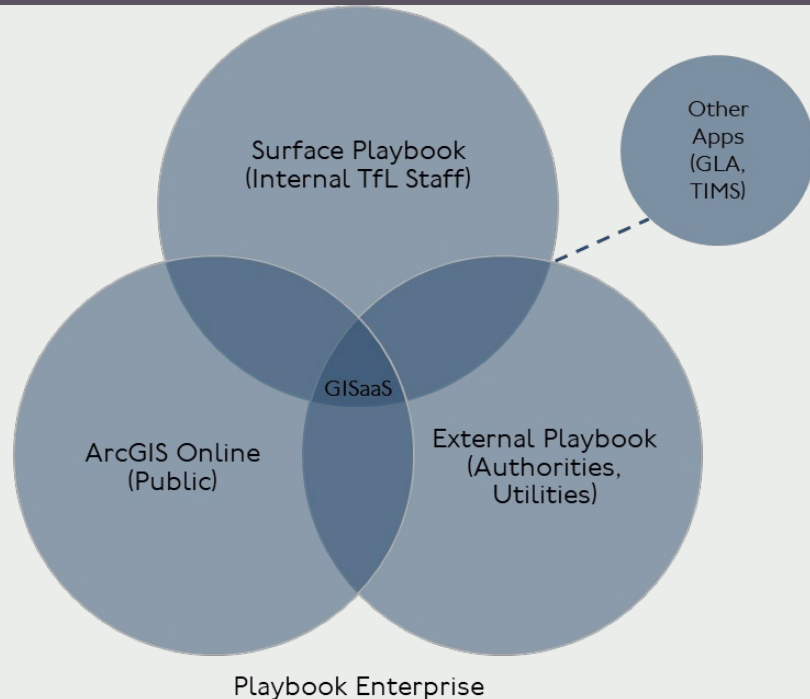 Surface Playbook
(Internal TfL Staff)
Other
Apps
(GLA,
TIMS)
GISaaS
ArcGIS Online
(Public)
External Playbook
(Authorities,
Utilities)
Playbook Enterprise